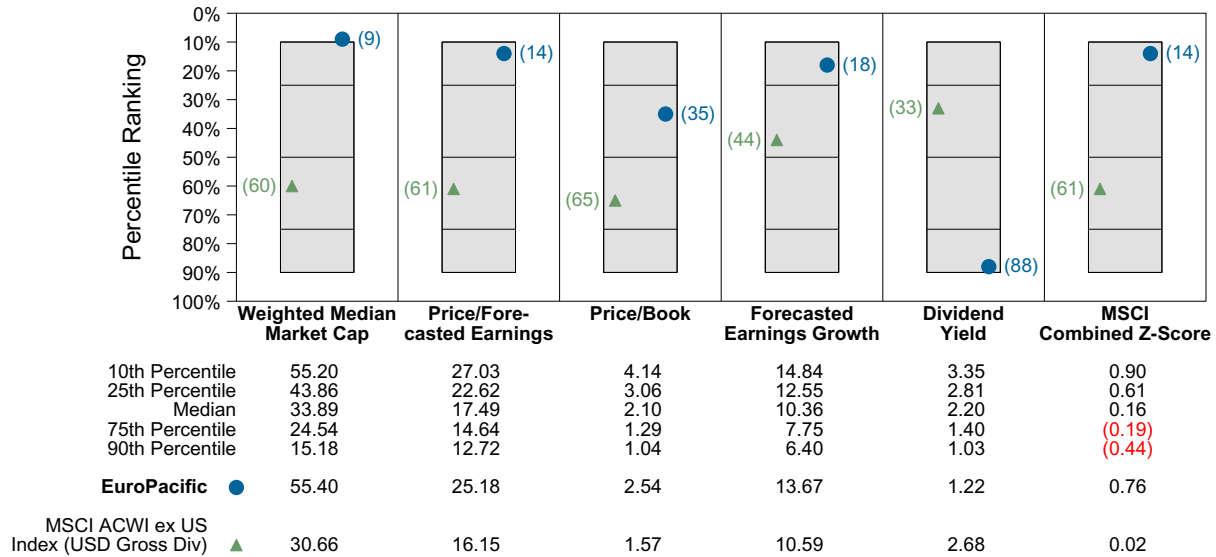 Percentile Ranking
0%
10%
20%
30%
40%
50%
60%
70%
80%
90%
100%
(9)
(60)
(14)
(61)
(35)
(65)
(18)
(44)
(33)
(88)
(14)
(61)
Weighted Median
Market Cap
Price/Fore-
casted Earnings
Price/Book
Forecasted
Earnings Growth
Dividend
Yield
MSCI
Combined Z-Score
10th Percentile 55.20 27.03 4.14 14.84 3.35 0.90
25th Percentile 43.86 22.62 3.06 12.55 2.81 0.61
Median 33.89 17.49 2.10 10.36 2.20 0.16
75th Percentile 24.54 14.64 1.29 7.75 1.40 (0.19)
90th Percentile 15.18 12.72 1.04 6.40 1.03 (0.44)
EuroPacific 55.40 25.18 2.54 13.67 1.22 0.76
MSCI ACWI ex US
Index (USD Gross Div) 30.66 16.15 1.57 10.59 2.68 0.02